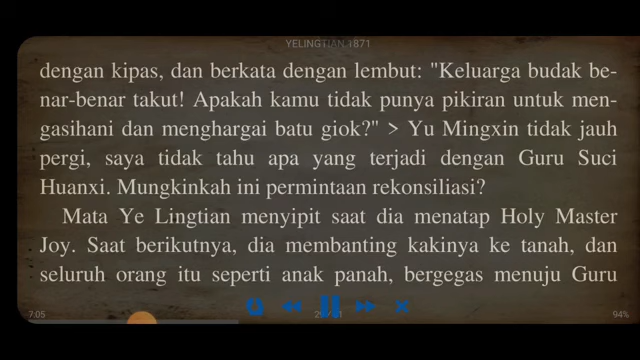 YELINGTIAN.1871
dengan kipas, dan berkata dengan lembut: "Keluarga budak be-
nar-benar takut! Apakah kamu tidak punya pikiran untuk men-
gasihani dan menghargai batu giok?" > Yu Mingxin tidak jauh
pergi, saya tidak tahu apa yang terjadi dengan Guru Suci
Huanxi. Mungkinkah ini permintaan rekonsiliasi?
Mata Ye Lingtian menyipit saat dia menatap Holy Master
Joy. Saat berikutnya, dia membanting kakinya ke tanah, dan
seluruh orang itu seperti anak panah, bergegas menuju Guru
94%